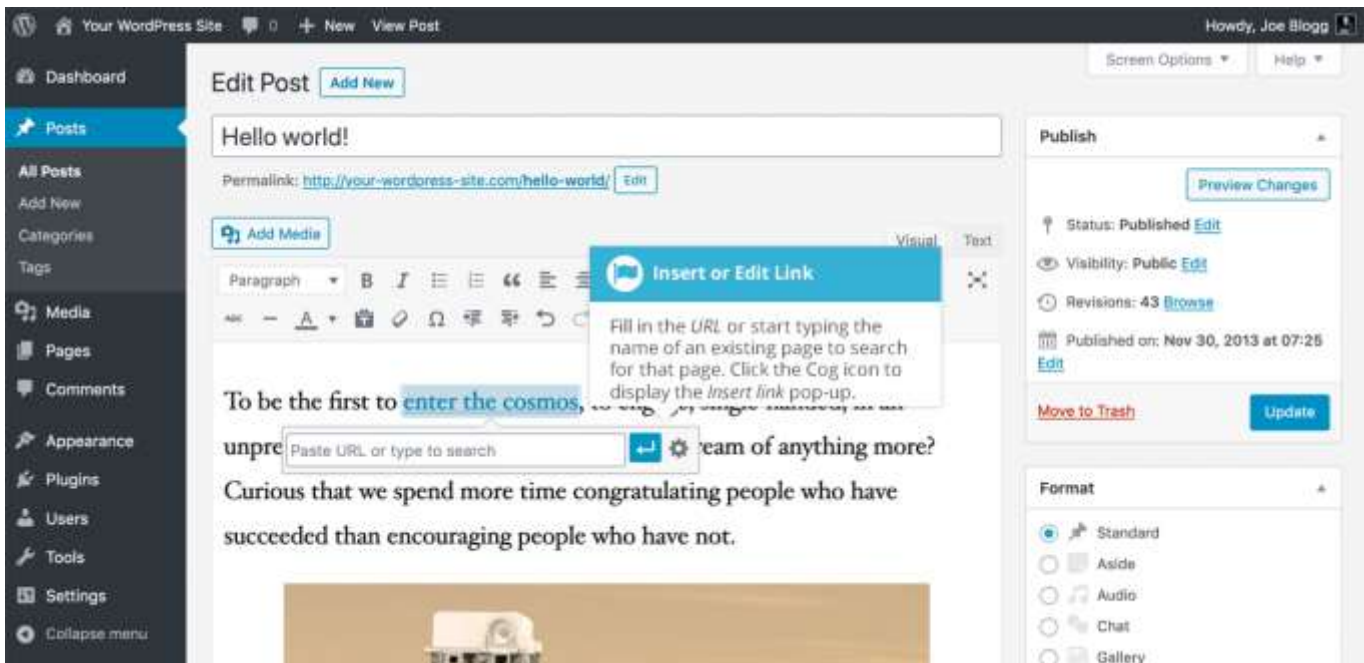 Your WordPress Site 0 + New View Post Howdy, Joe Blogg
Screen Options Help
Dashboard
Posts
All Posts
Add New
Categories
Tags
Media
Pages
Comments
Appearance
Plugins
Users
Tools
Settings
Collapse menu
Edit Post Add New
Hello world!
Permalink: http://your-wordpress-site.com/hello-world/ Edit
Add Media
Visual Text
Paragraph B I
ABC A Ω
Insert or Edit Link
Fill in the URL or start typing the
name of an existing page to search
for that page. Click the Cog icon to
display the Insert link pop-up.
To be the first to enter the cosmos, to single-handed, in an
unpre ream of anything more?
Paste URL or type to search
Curious that we spend more time congratulating people who have
succeeded than encouraging people who have not.
Publish
Preview Changes
Status: Published Edit
Visibility: Public Edit
Revisions: 43 Browse
Published on: Nov 30, 2013 at 07:25
Edit
Move to Trash Update
Format
Standard
Aside
Audio
Chat
Gallery